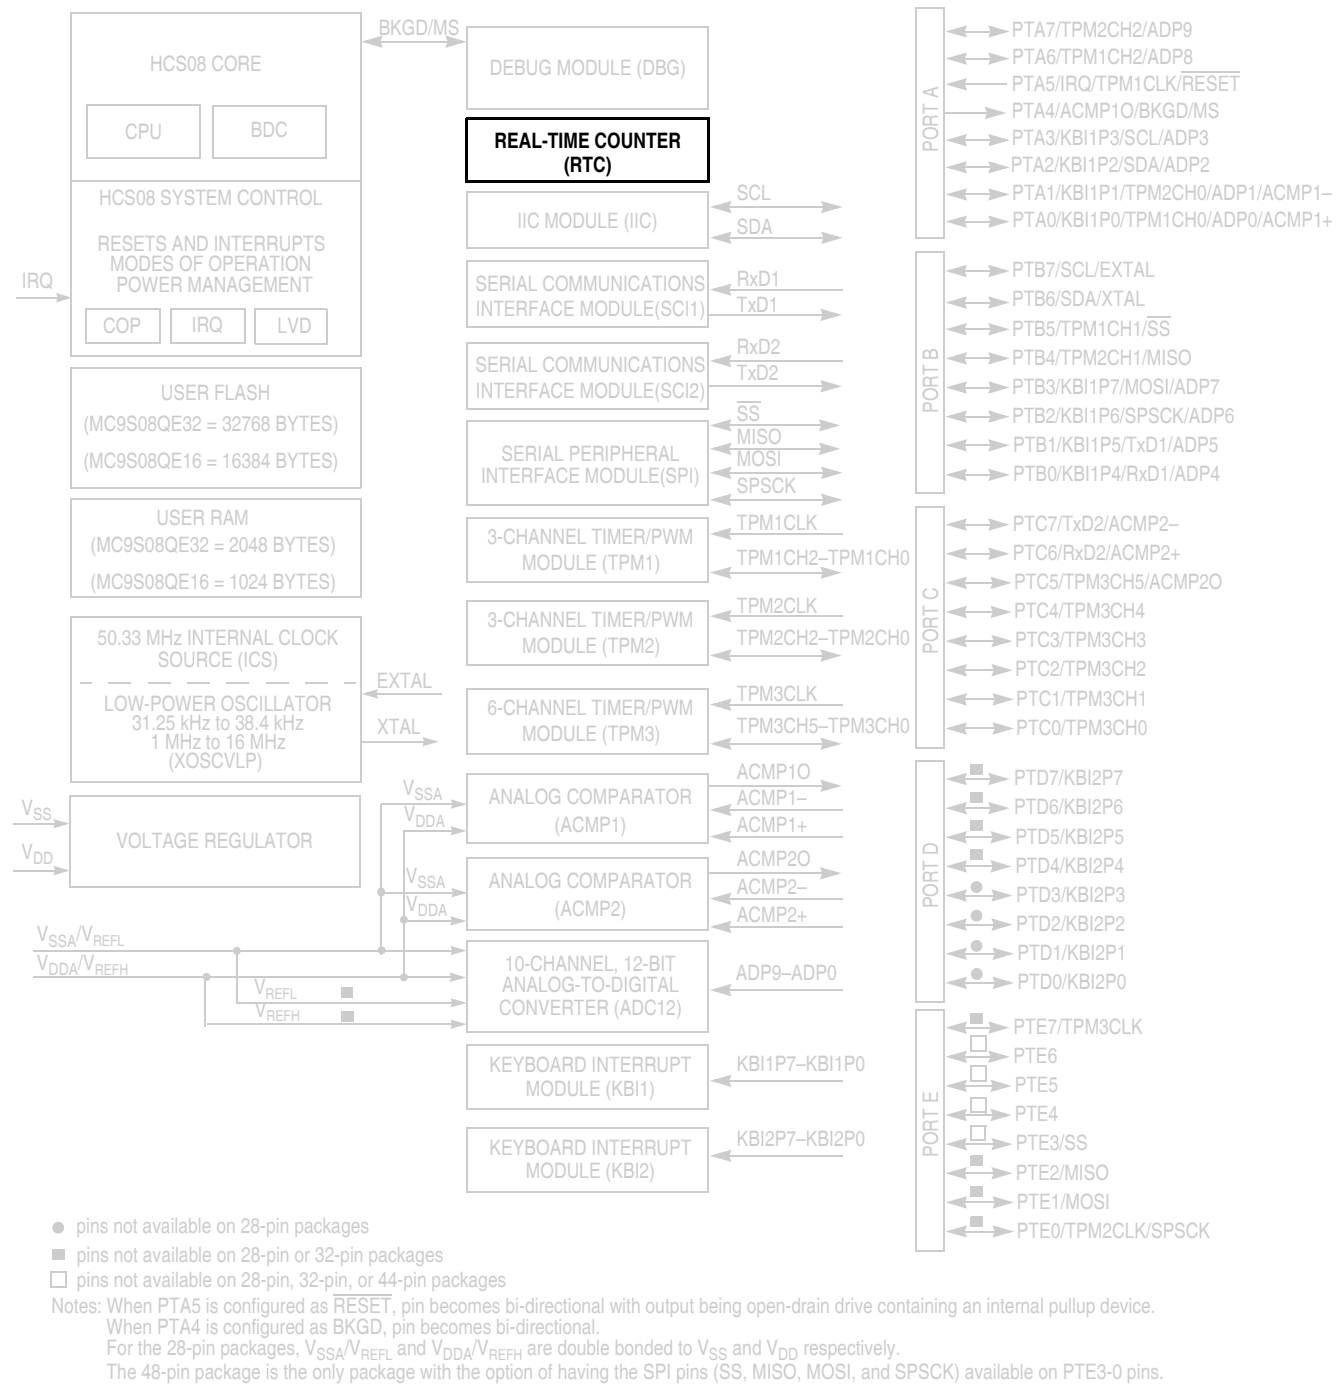 BKGD/MS
HCS08 CORE
CPU
BDC
HCS08 SYSTEM CONTROL
RESETS AND INTERRUPTS
MODES OF OPERATION
POWER MANAGEMENT
IRQ
COP
IRQ
LVD
USER FLASH
(MC9S08QE32 = 32768 BYTES)
(MC9S08QE16 = 16384 BYTES)
USER RAM
(MC9S08QE32 = 2048 BYTES)
(MC9S08QE16 = 1024 BYTES)
50.33 MHz INTERNAL CLOCK
SOURCE (ICS)
LOW-POWER OSCILLATOR
31.25 kHz to 38.4 kHz
1 MHz to 16 MHz
(XOSCVLP)
EXTAL
XTAL
VSS
VDD
VOLTAGE REGULATOR
VSSA/VREFL
VDDA/VREFH
VREFL
VREFH
DEBUG MODULE (DBG)
REAL-TIME COUNTER
(RTC)
IIC MODULE (IIC)
SCL
SDA
SERIAL COMMUNICATIONS
INTERFACE MODULE(SCI1)
RxD1
TxD1
SERIAL COMMUNICATIONS
INTERFACE MODULE(SCI2)
RxD2
TxD2
SERIAL PERIPHERAL
INTERFACE MODULE(SPI)
SS
MISO
MOSI
SPSCK
3-CHANNEL TIMER/PWM
MODULE (TPM1)
TPM1CLK
TPM1CH2–TPM1CH0
3-CHANNEL TIMER/PWM
MODULE (TPM2)
TPM2CLK
TPM2CH2–TPM2CH0
6-CHANNEL TIMER/PWM
MODULE (TPM3)
TPM3CLK
TPM3CH5–TPM3CH0
VSSA
VDDA
ANALOG COMPARATOR
(ACMP1)
ACMP1O
ACMP1–
ACMP1+
VSSA
VDDA
ANALOG COMPARATOR
(ACMP2)
ACMP2O
ACMP2–
ACMP2+
10-CHANNEL, 12-BIT
ANALOG-TO-DIGITAL
CONVERTER (ADC12)
ADP9–ADP0
KEYBOARD INTERRUPT
MODULE (KBI1)
KBI1P7–KBI1P0
KEYBOARD INTERRUPT
MODULE (KBI2)
KBI2P7–KBI2P0
PORT A
PTA7/TPM2CH2/ADP9
PTA6/TPM1CH2/ADP8
PTA5/IRQ/TPM1CLK/RESET
PTA4/ACMP1O/BKGD/MS
PTA3/KBI1P3/SCL/ADP3
PTA2/KBI1P2/SDA/ADP2
PTA1/KBI1P1/TPM2CH0/ADP1/ACMP1–
PTA0/KBI1P0/TPM1CH0/ADP0/ACMP1+
PORT B
PTB7/SCL/EXTAL
PTB6/SDA/XTAL
PTB5/TPM1CH1/SS
PTB4/TPM2CH1/MISO
PTB3/KBI1P7/MOSI/ADP7
PTB2/KBI1P6/SPSCK/ADP6
PTB1/KBI1P5/TxD1/ADP5
PTB0/KBI1P4/RxD1/ADP4
PORT C
PTC7/TxD2/ACMP2–
PTC6/RxD2/ACMP2+
PTC5/TPM3CH5/ACMP2O
PTC4/TPM3CH4
PTC3/TPM3CH3
PTC2/TPM3CH2
PTC1/TPM3CH1
PTC0/TPM3CH0
PORT D
PTD7/KBI2P7
PTD6/KBI2P6
PTD5/KBI2P5
PTD4/KBI2P4
PTD3/KBI2P3
PTD2/KBI2P2
PTD1/KBI2P1
PTD0/KBI2P0
PORT E
PTE7/TPM3CLK
PTE6
PTE5
PTE4
PTE3/SS
PTE2/MISO
PTE1/MOSI
PTE0/TPM2CLK/SPSCK
pins not available on 28-pin packages
pins not available on 28-pin or 32-pin packages
pins not available on 28-pin, 32-pin, or 44-pin packages
Notes: When PTA5 is configured as RESET, pin becomes bi-directional with output being open-drain drive containing an internal pullup device.
When PTA4 is configured as BKGD, pin becomes bi-directional.
For the 28-pin packages, VSSA/VREFL and VDDA/VREFH are double bonded to VSS and VDD respectively.
The 48-pin package is the only package with the option of having the SPI pins (SS, MISO, MOSI, and SPSCK) available on PTE3-0 pins.